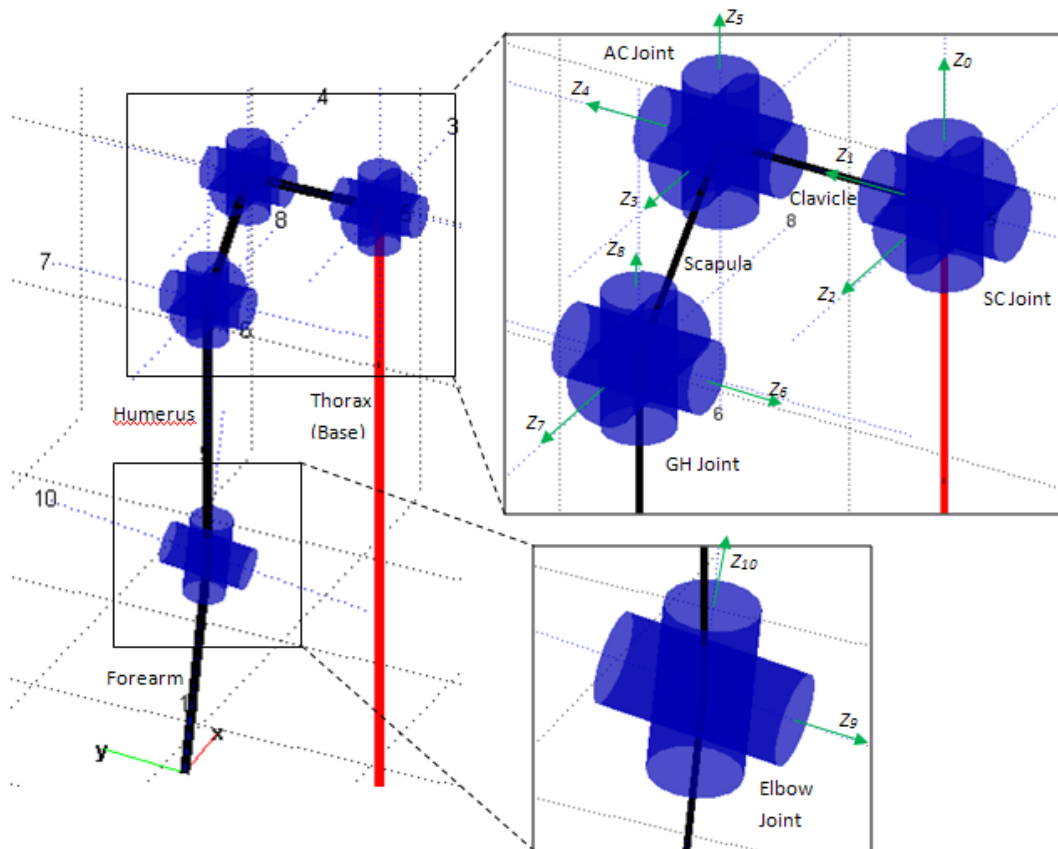 4
3
8
7
6
Humerus
Thorax
(Base)
10
Forearm
1
y
x
AC Joint
Z5
Z0
Z4
Z1
Clavicle
Z3
8
Z8
Scapula
Z2
SC Joint
Z6
6
Z7
GH Joint
Z10
Z9
Elbow
Joint